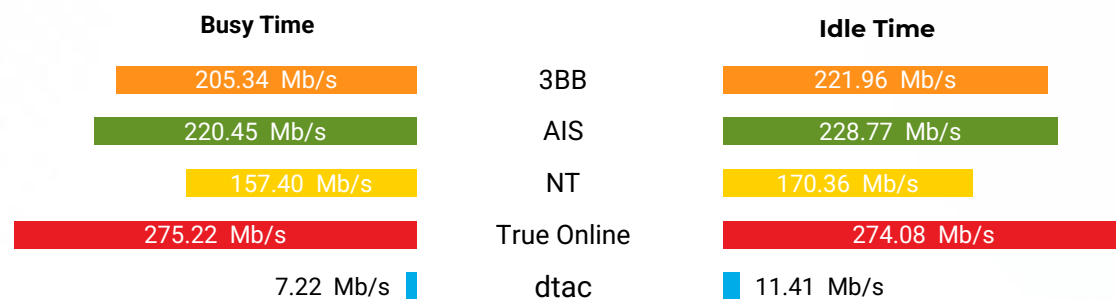 Busy Time Idle Time
205.34 Mb/s 3BB 221.96 Mb/s
220.45 Mb/s AIS 228.77 Mb/s
157.40 Mb/s NT 170.36 Mb/s
275.22 Mb/s True Online 274.08 Mb/s
7.22 Mb/s dtac 11.41 Mb/s